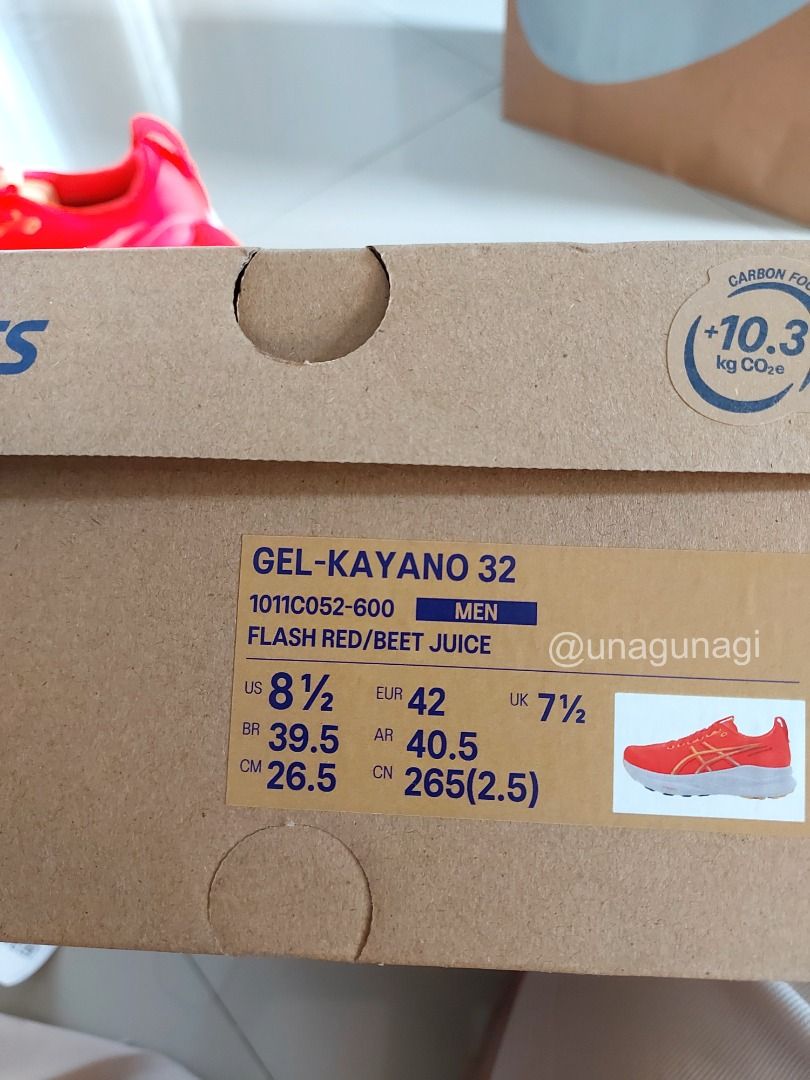 CARBON
+10.3
kg CO₂e
GEL-KAYANO 32
1011C052-600 MEN
FLASH RED/BEET JUICE
@unagunagi
US 8½ EUR 42 UK 7½
BR 39.5 AR 40.5
CM 26.5 CN 265(2.5)